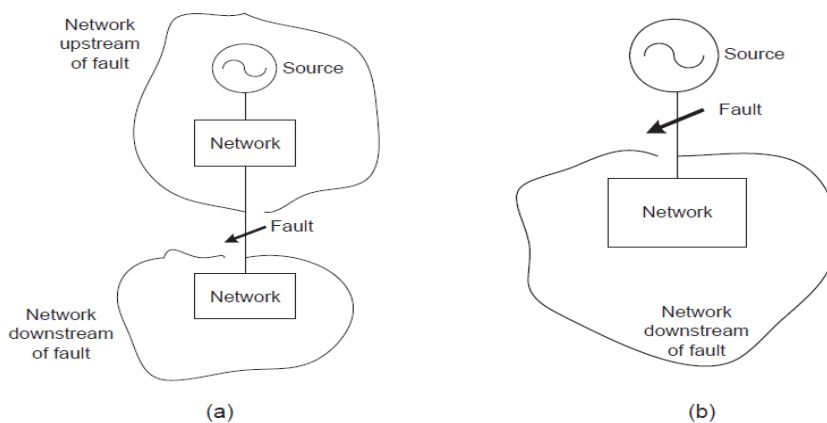 Network
upstream
of fault
Source
Network
Fault
Network
Network
downstream
of fault
(a)
Source
Fault
Network
Network
downstream
of fault
(b)